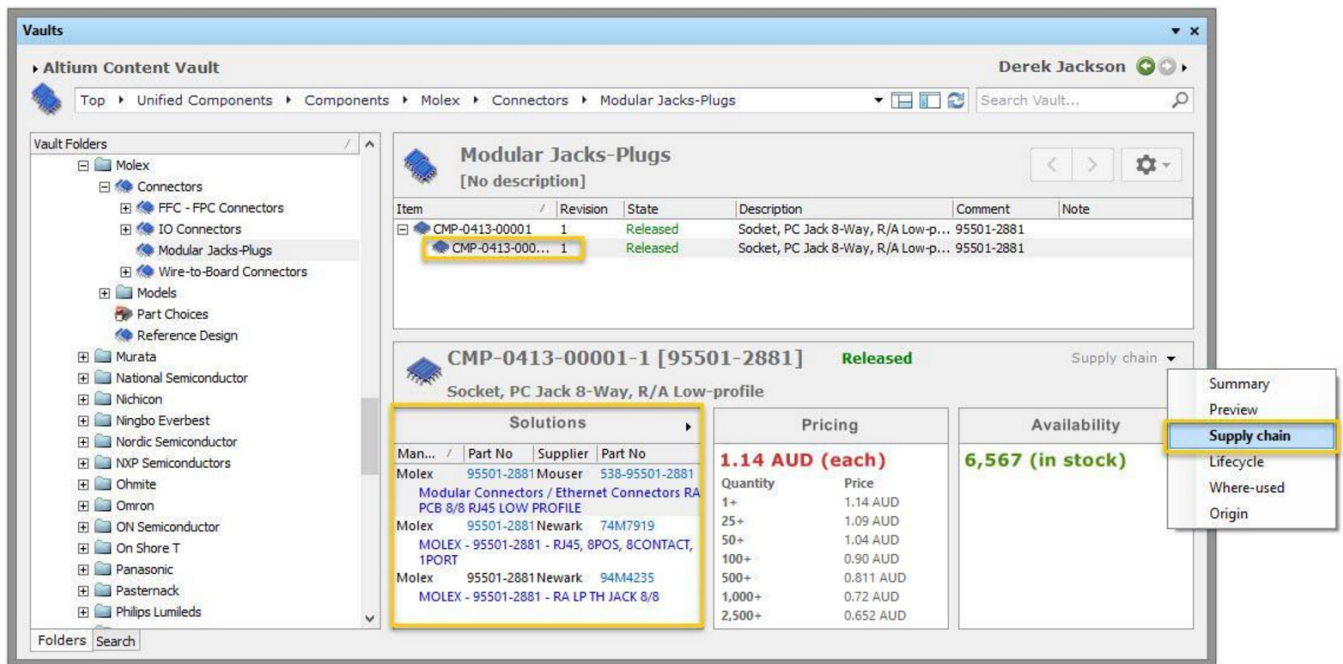 Vaults
Altium Content Vault
Derek Jackson
Top Unified Components Components Molex Connectors Modular Jacks-Plugs
Search Vault...
Vault Folders
Molex
Connectors
FFC - FPC Connectors
IO Connectors
Modular Jacks-Plugs
Wire-to-Board Connectors
Models
Part Choices
Reference Design
Murata
National Semiconductor
Nichicon
Ningbo Everbest
Nordic Semiconductor
NXP Semiconductors
Ohmite
Omron
ON Semiconductor
On Shore T
Panasonic
Pasternack
Philips Lumileds
Folders Search
Modular Jacks-Plugs
[No description]
Item / Revision State Description Comment Note
CMP-0413-00001 1 Released Socket, PC Jack 8-Way, R/A Low-p... 95501-2881
CMP-0413-000... 1 Released Socket, PC Jack 8-Way, R/A Low-p... 95501-2881
CMP-0413-00001-1 [95501-2881] Released Supply chain
Socket, PC Jack 8-Way, R/A Low-profile
Solutions
Man... / Part No Supplier Part No
Molex 95501-2881 Mouser 538-95501-2881
Modular Connectors / Ethernet Connectors RA
PCB 8/8 RJ45 LOW PROFILE
Molex 95501-2881 Newark 74M7919
MOLEX - 95501-2881 - RJ45, 8POS, 8CONTACT,
1PORT
Molex 95501-2881 Newark 94M4235
MOLEX - 95501-2881 - RA LP TH JACK 8/8
Pricing
1.14 AUD (each)
Quantity Price
1+ 1.14 AUD
25+ 1.09 AUD
50+ 1.04 AUD
100+ 0.90 AUD
500+ 0.811 AUD
1,000+ 0.72 AUD
2,500+ 0.652 AUD
Availability
6,567 (in stock)
Summary
Preview
Supply chain
Lifecycle
Where-used
Origin